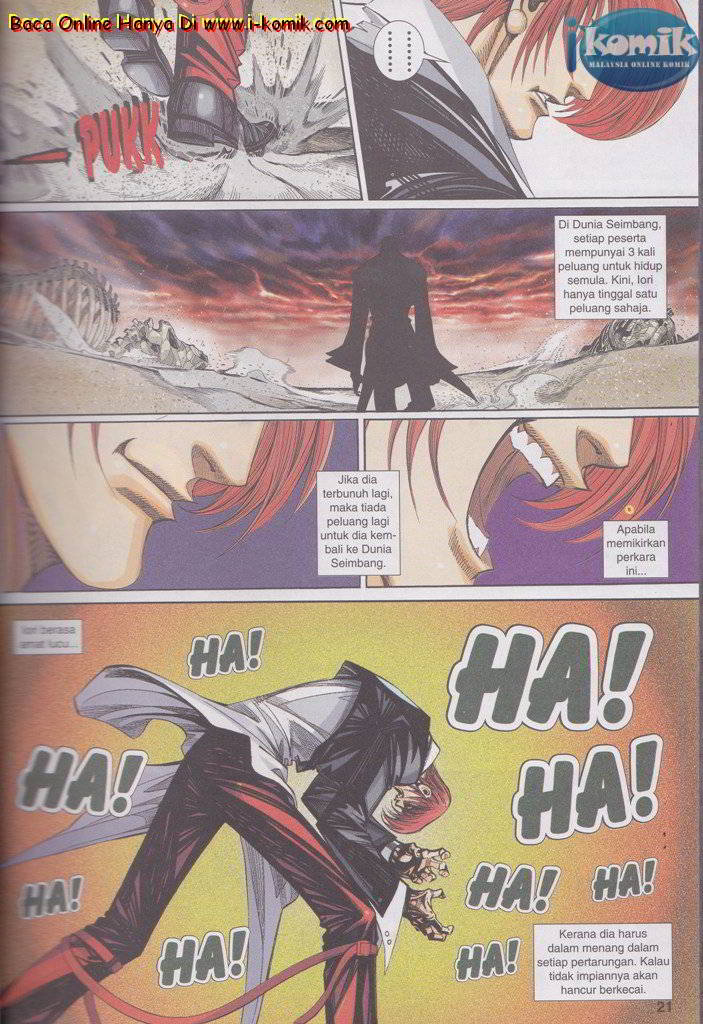 Baca Online Hanya Di www.i-komik.com
i komik
MALAYSIA ONLINE KOMIK
PUKK
Di Dunia Seimbang,
setiap peserta
mempunyai 3 kali
peluang untuk hidup
semula. Kini, Iori
hanya tinggal satu
peluang sahaja.
Jika dia
terbunuh lagi,
maka tiada
peluang lagi
untuk dia kem-
bali ke Dunia
Seimbang.
Apabila
memikirkan
perkara
ini...
Iori berasa
amat lucu...
HA!
HA!
HA!
HA!
HA!
HA!
HA!
HA!
HA!
Kerana dia harus
dalam menang dalam
setiap pertarungan. Kalau
tidak impiannya akan
hancur berkecai.
21